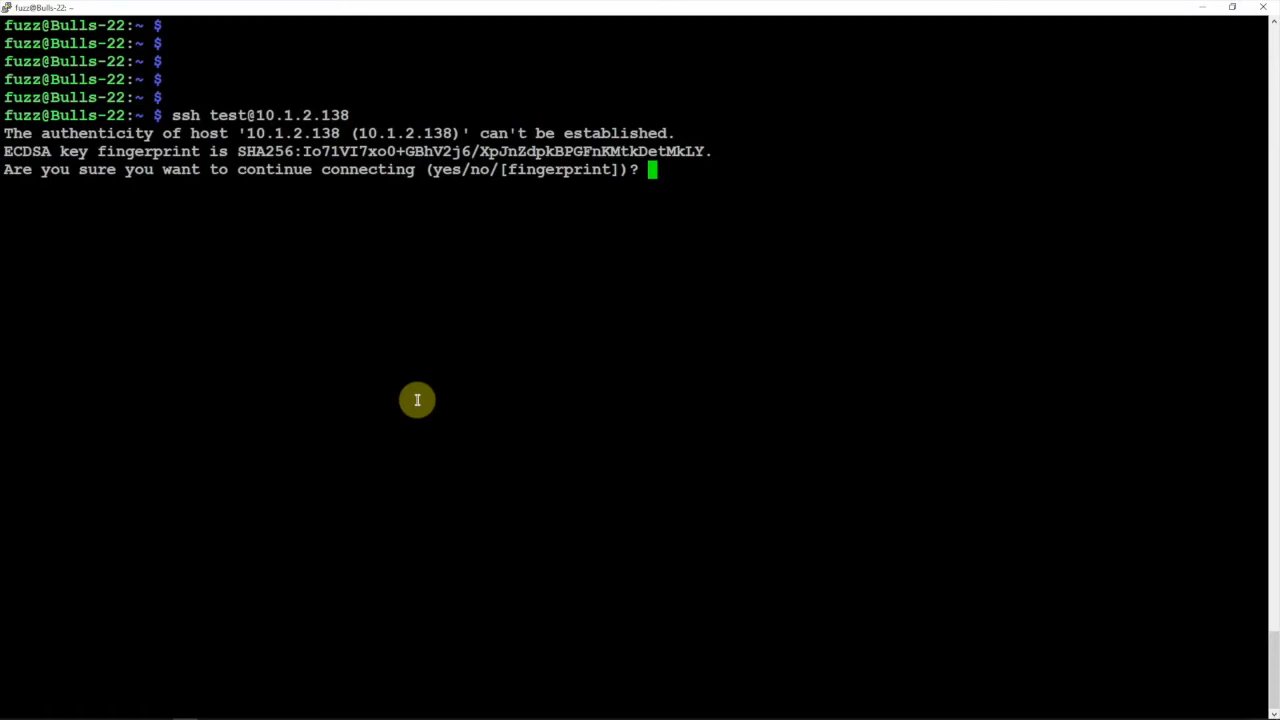 fuzz@Bulls-22: ~
fuzz@Bulls-22:~ $
fuzz@Bulls-22:~ $
fuzz@Bulls-22:~ $
fuzz@Bulls-22:~ $
fuzz@Bulls-22:~ $
fuzz@Bulls-22:~ $ ssh test@10.1.2.138
The authenticity of host '10.1.2.138 (10.1.2.138)' can't be established.
ECDSA key fingerprint is SHA256:Io71VI7xo0+GBhV2j6/XpJnZdpkBPGFnKMtkDetMkLY.
Are you sure you want to continue connecting (yes/no/[fingerprint])?